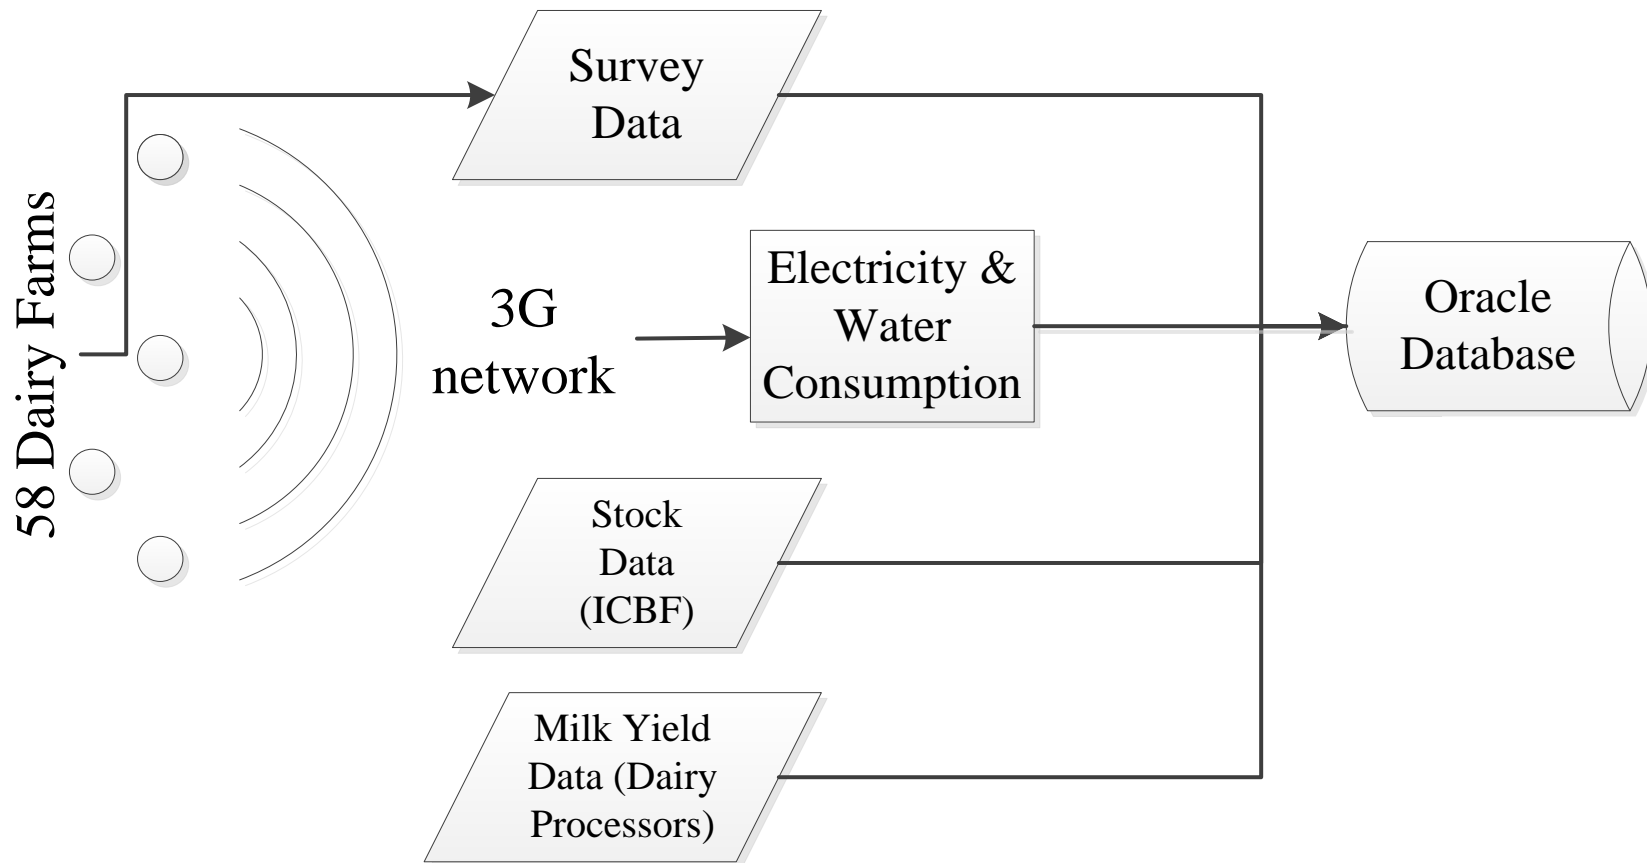 58 Dairy Farms
Survey
Data
3G
network
Electricity &
Water
Consumption
Oracle
Database
Stock
Data
(ICBF)
Milk Yield
Data (Dairy
Processors)